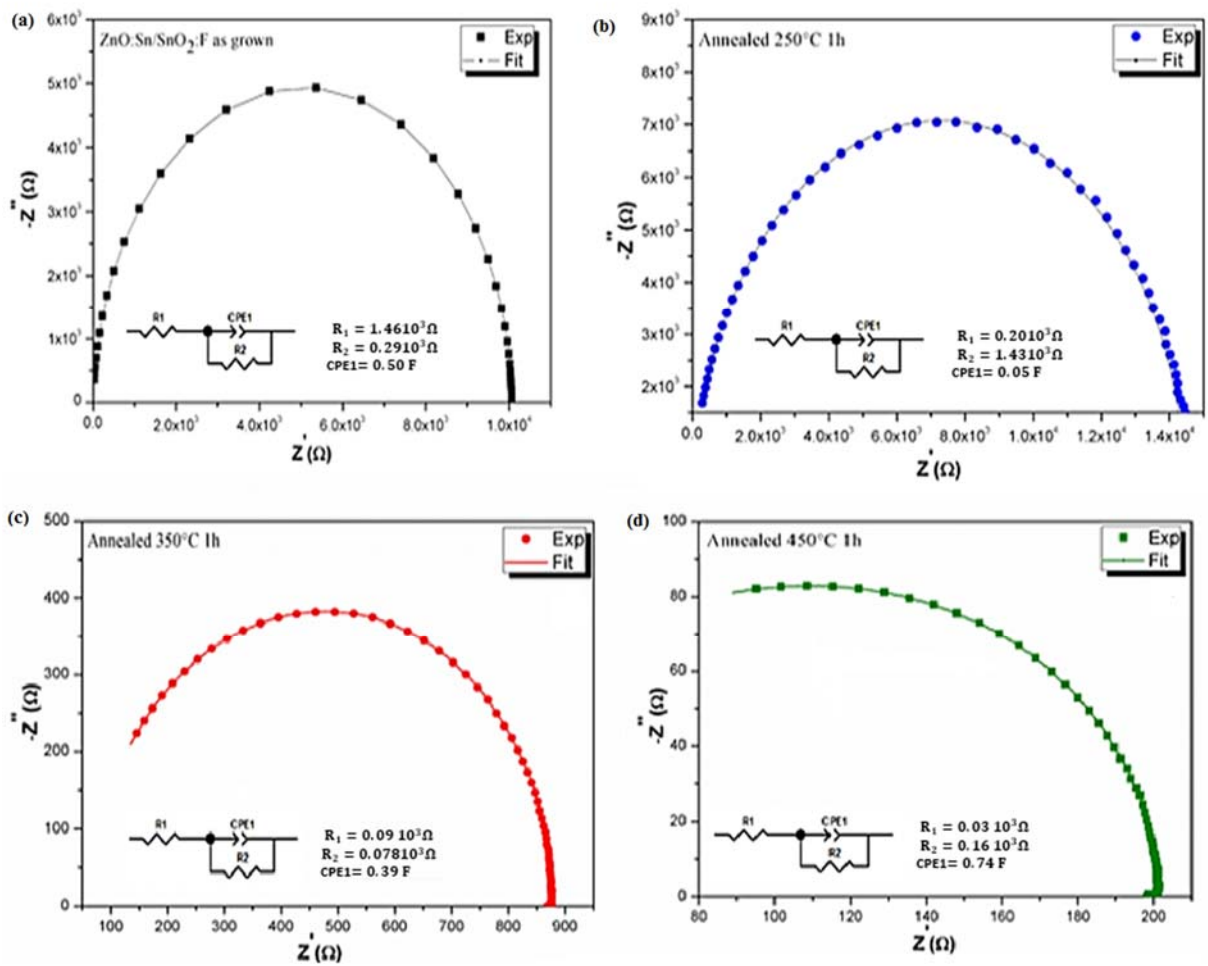 (a)
ZnO:Sn/SnO2:F as grown
Exp
Fit
6x10³
5x10³
4x10³
3x10³
2x10³
1x10³
0
-Z'' (Ω)
R1
CPE1
R2
R1 = 1.4610³Ω
R2 = 0.2910³Ω
CPE1= 0.50 F
0.0
2.0x10³
4.0x10³
6.0x10³
8.0x10³
1.0x10⁴
Z' (Ω)
(b)
Annealed 250°C 1h
Exp
Fit
9x10³
8x10³
7x10³
6x10³
5x10³
4x10³
3x10³
2x10³
-Z'' (Ω)
R1
CPE1
R2
R1 = 0.2010³Ω
R2 = 1.4310³Ω
CPE1= 0.05 F
0.0
2.0x10³
4.0x10³
6.0x10³
8.0x10³
1.0x10⁴
1.2x10⁴
1.4x10⁴
Z' (Ω)
(c)
Annealed 350°C 1h
Exp
Fit
500
400
300
200
100
0
-Z'' (Ω)
R1
CPE1
R2
R1 = 0.09 10³Ω
R2 = 0.07810³Ω
CPE1= 0.39 F
100
200
300
400
500
600
700
800
900
Z' (Ω)
(d)
Annealed 450°C 1h
Exp
Fit
100
80
60
40
20
0
-Z'' (Ω)
R1
CPE1
R2
R1 = 0.03 10³Ω
R2 = 0.16 10³Ω
CPE1= 0.74 F
80
100
120
140
160
180
200
Z' (Ω)